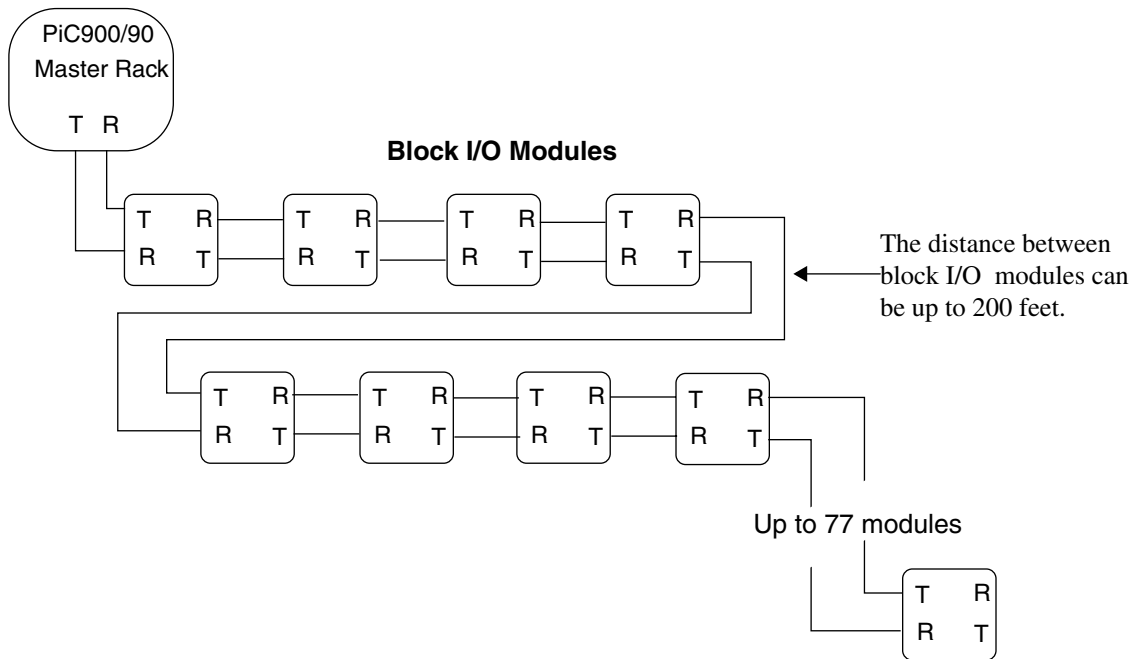 PiC900/90
Master Rack
T R
Block I/O Modules
T R T R T R T R
R T R T R T R T
The distance between
block I/O modules can
be up to 200 feet.
T R T R T R T R
R T R T R T R T
Up to 77 modules
T R
R T